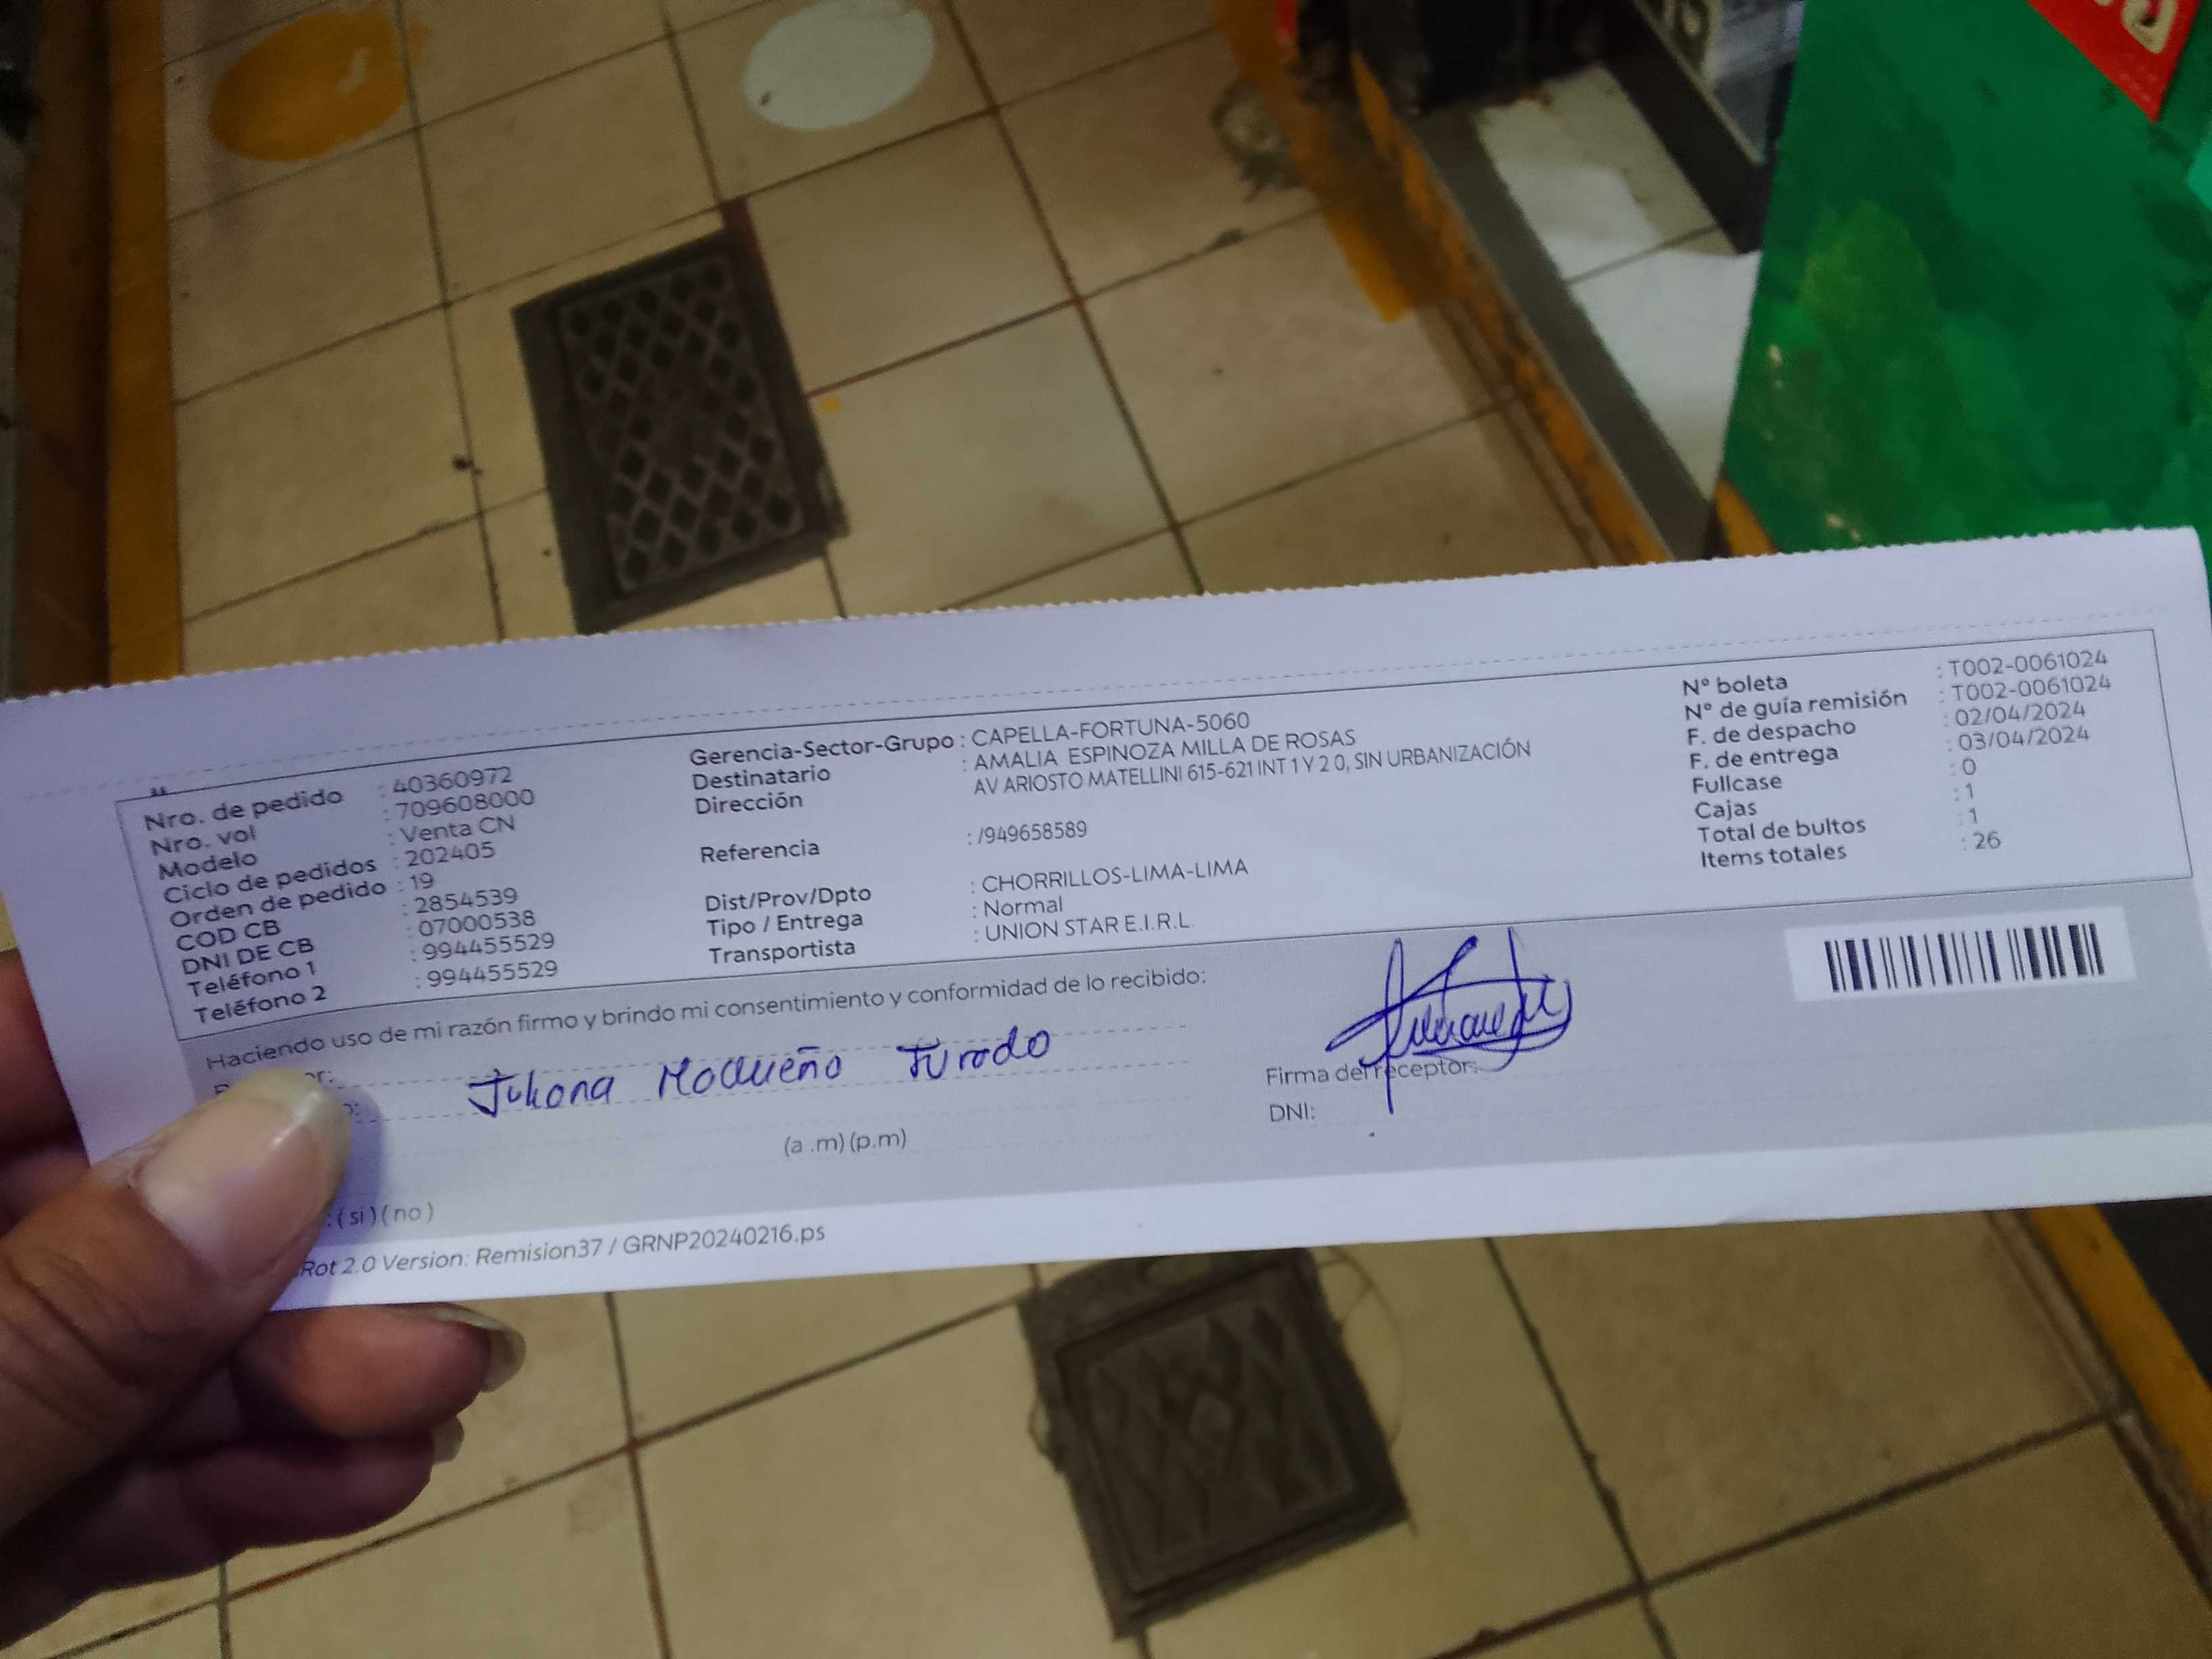 Nro. de pedido : 40360972
Nro. vol : 709608000
Modelo : Venta CN
Ciclo de pedidos : 202405
Orden de pedido : 19
COD CB : 2854539
DNI DE CB : 07000538
Teléfono 1 : 994455529
Teléfono 2 : 994455529
Gerencia-Sector-Grupo : CAPELLA-FORTUNA-5060
Destinatario : AMALIA ESPINOZA MILLA DE ROSAS
Dirección AV ARIOSTO MATELLINI 615-621 INT 1 Y 2 0, SIN URBANIZACIÓN
Referencia : /949658589
Dist/Prov/Dpto : CHORRILLOS-LIMA-LIMA
Tipo / Entrega : Normal
Transportista : UNION STAR E.I.R.L.
N° boleta : T002-0061024
N° de guía remisión : T002-0061024
F. de despacho : 02/04/2024
F. de entrega : 03/04/2024
Fullcase : 0
Cajas : 1
Total de bultos : 1
Items totales : 26
Haciendo uso de mi razón firmo y brindo mi consentimiento y conformidad de lo recibido:
Firma del receptor:
DNI:
(a .m) (p.m)
: ( si ) ( no )
Rot 2.0 Version: Remision37 / GRNP20240216.ps